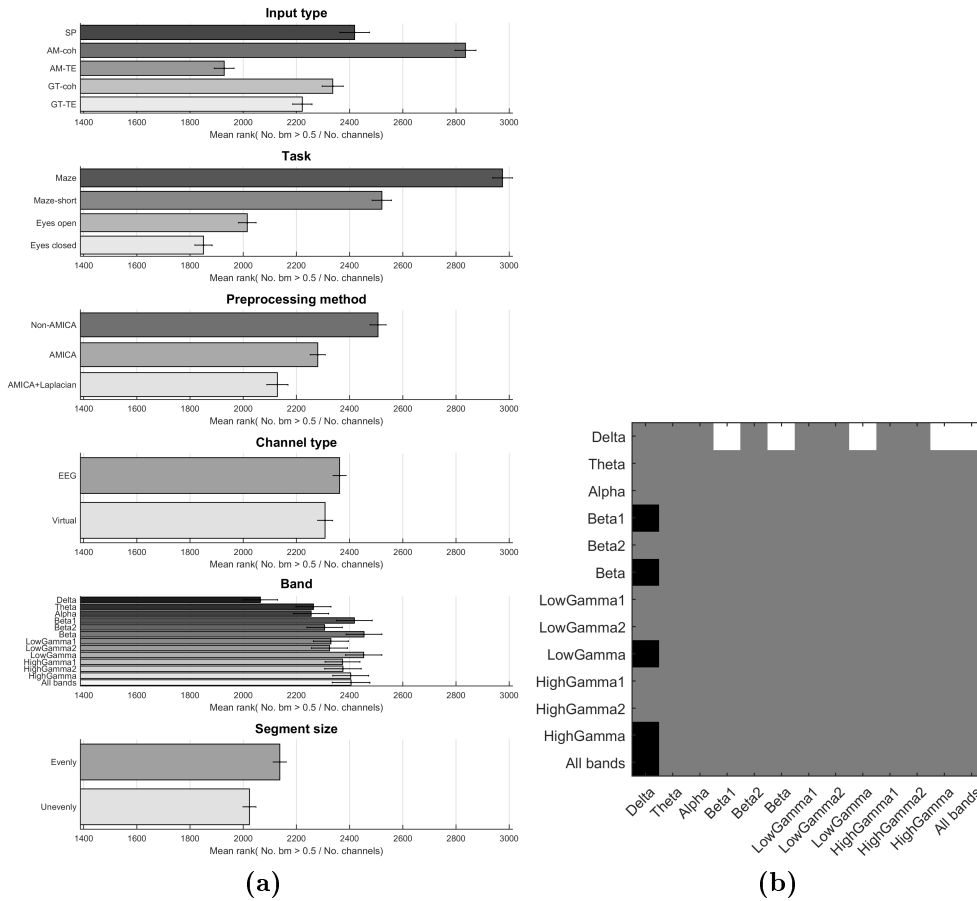 Input type
SP
AM-coh
AM-TE
GT-coh
GT-TE
1400 1600 1800 2000 2200 2400 2600 2800 3000
Mean rank( No. bm > 0.5 / No. channels)
Task
Maze
Maze-short
Eyes open
Eyes closed
1400 1600 1800 2000 2200 2400 2600 2800 3000
Mean rank( No. bm > 0.5 / No. channels)
Preprocessing method
Non-AMICA
AMICA
AMICA+Laplacian
1400 1600 1800 2000 2200 2400 2600 2800 3000
Mean rank( No. bm > 0.5 / No. channels)
Channel type
EEG
Virtual
1400 1600 1800 2000 2200 2400 2600 2800 3000
Mean rank( No. bm > 0.5 / No. channels)
Band
Delta
Theta
Alpha
Beta1
Beta2
Beta
LowGamma1
LowGamma2
LowGamma
HighGamma1
HighGamma2
HighGamma
All bands
1400 1600 1800 2000 2200 2400 2600 2800 3000
Mean rank( No. bm > 0.5 / No. channels)
Segment size
Evenly
Unevenly
1400 1600 1800 2000 2200 2400 2600 2800 3000
Mean rank( No. bm > 0.5 / No. channels)
(a)
Delta
Theta
Alpha
Beta1
Beta2
Beta
LowGamma1
LowGamma2
LowGamma
HighGamma1
HighGamma2
HighGamma
All bands
Delta Theta Alpha Beta1 Beta2 Beta LowGamma1 LowGamma2 LowGamma HighGamma1 HighGamma2 HighGamma All bands
(b)